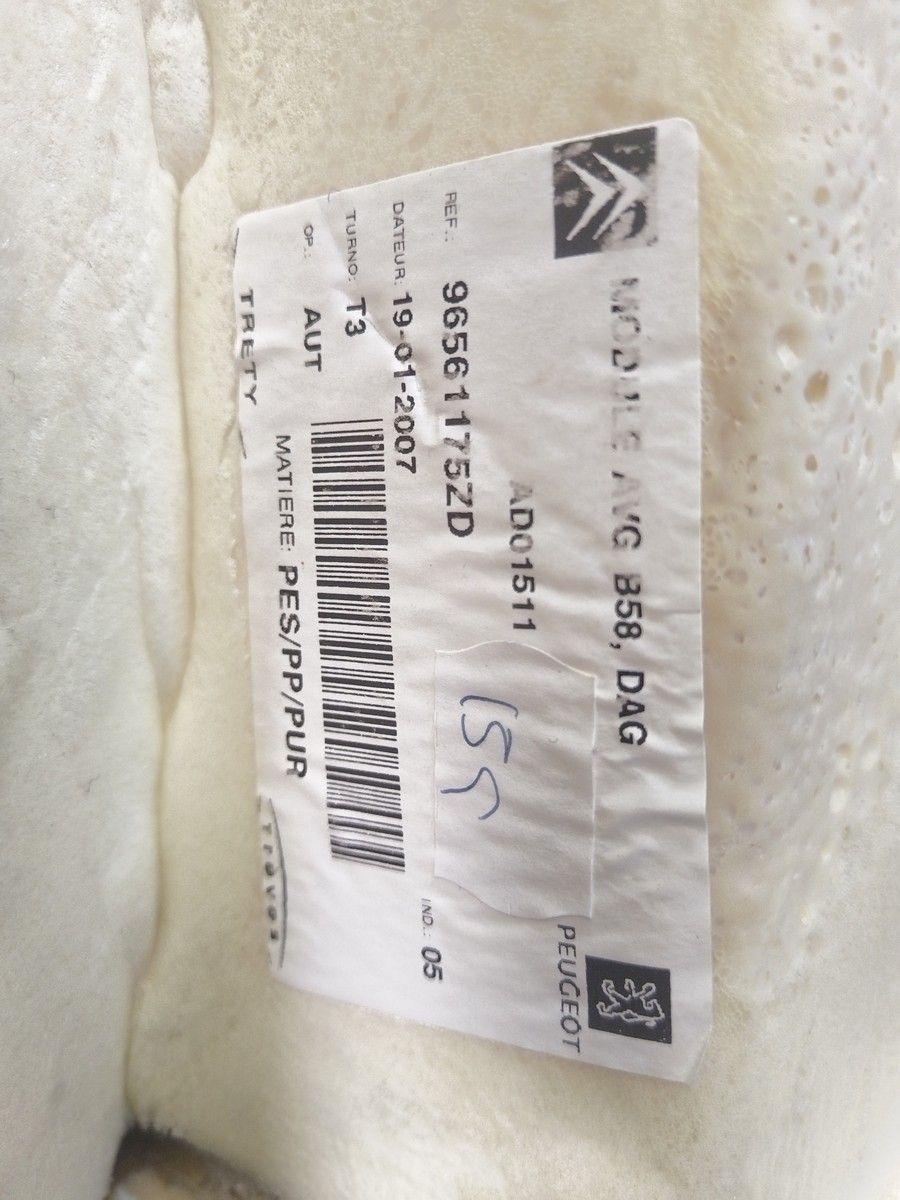 MODULE AVG B58, DAG
PEUGEOT
AD01511
155
REF.: 96561175ZD
IND.: 05
DATEUR: 19-01-2007
TURNO: T3
OP.: AUT
MATIERE: PES/PP/PUR
TRETY
Treves